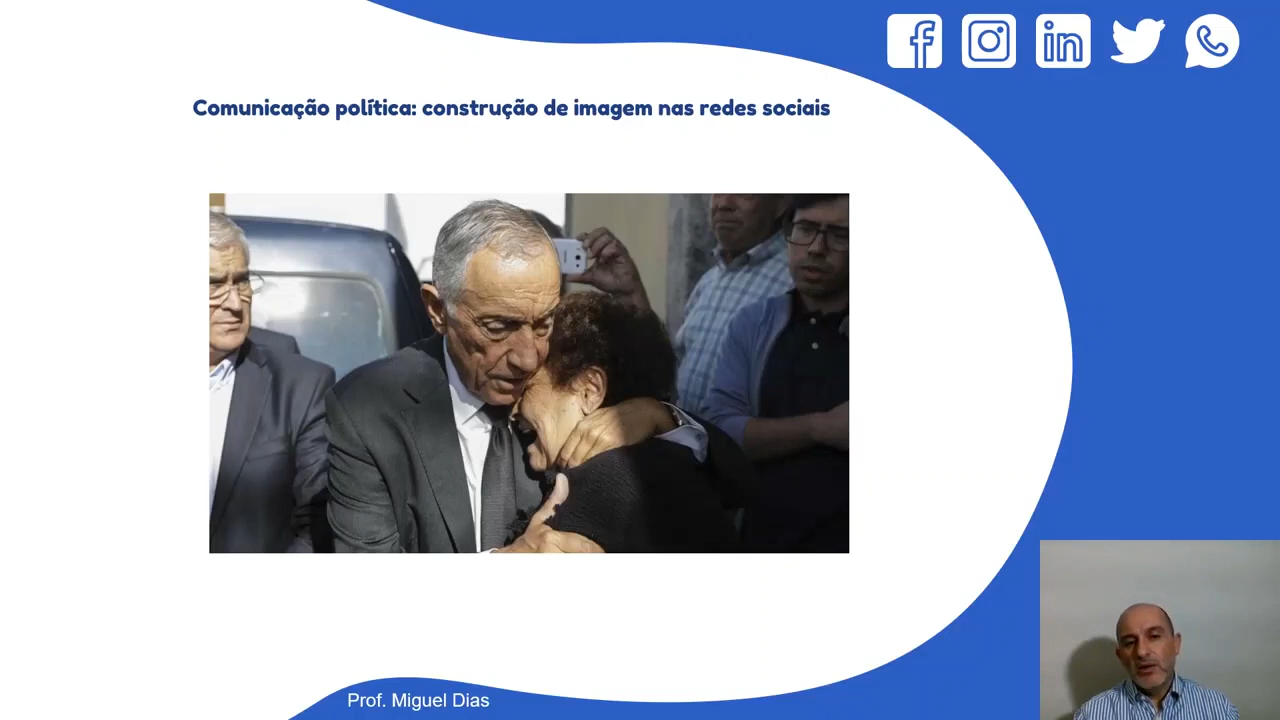 Comunicação política: construção de imagem nas redes sociais
Prof. Miguel Dias